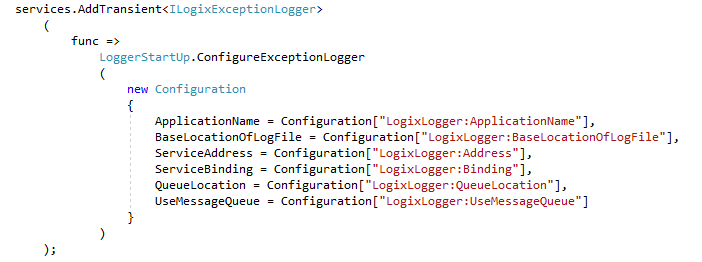 services.AddTransient<ILogixExceptionLogger>
(
func =>
LoggerStartUp.ConfigureExceptionLogger
(
new Configuration
{
ApplicationName = Configuration["LogixLogger:ApplicationName"],
BaseLocationOfLogFile = Configuration["LogixLogger:BaseLocationOfLogFile"],
ServiceAddress = Configuration["LogixLogger:Address"],
ServiceBinding = Configuration["LogixLogger:Binding"],
QueueLocation = Configuration["LogixLogger:QueueLocation"],
UseMessageQueue = Configuration["LogixLogger:UseMessageQueue"]
}
)
);